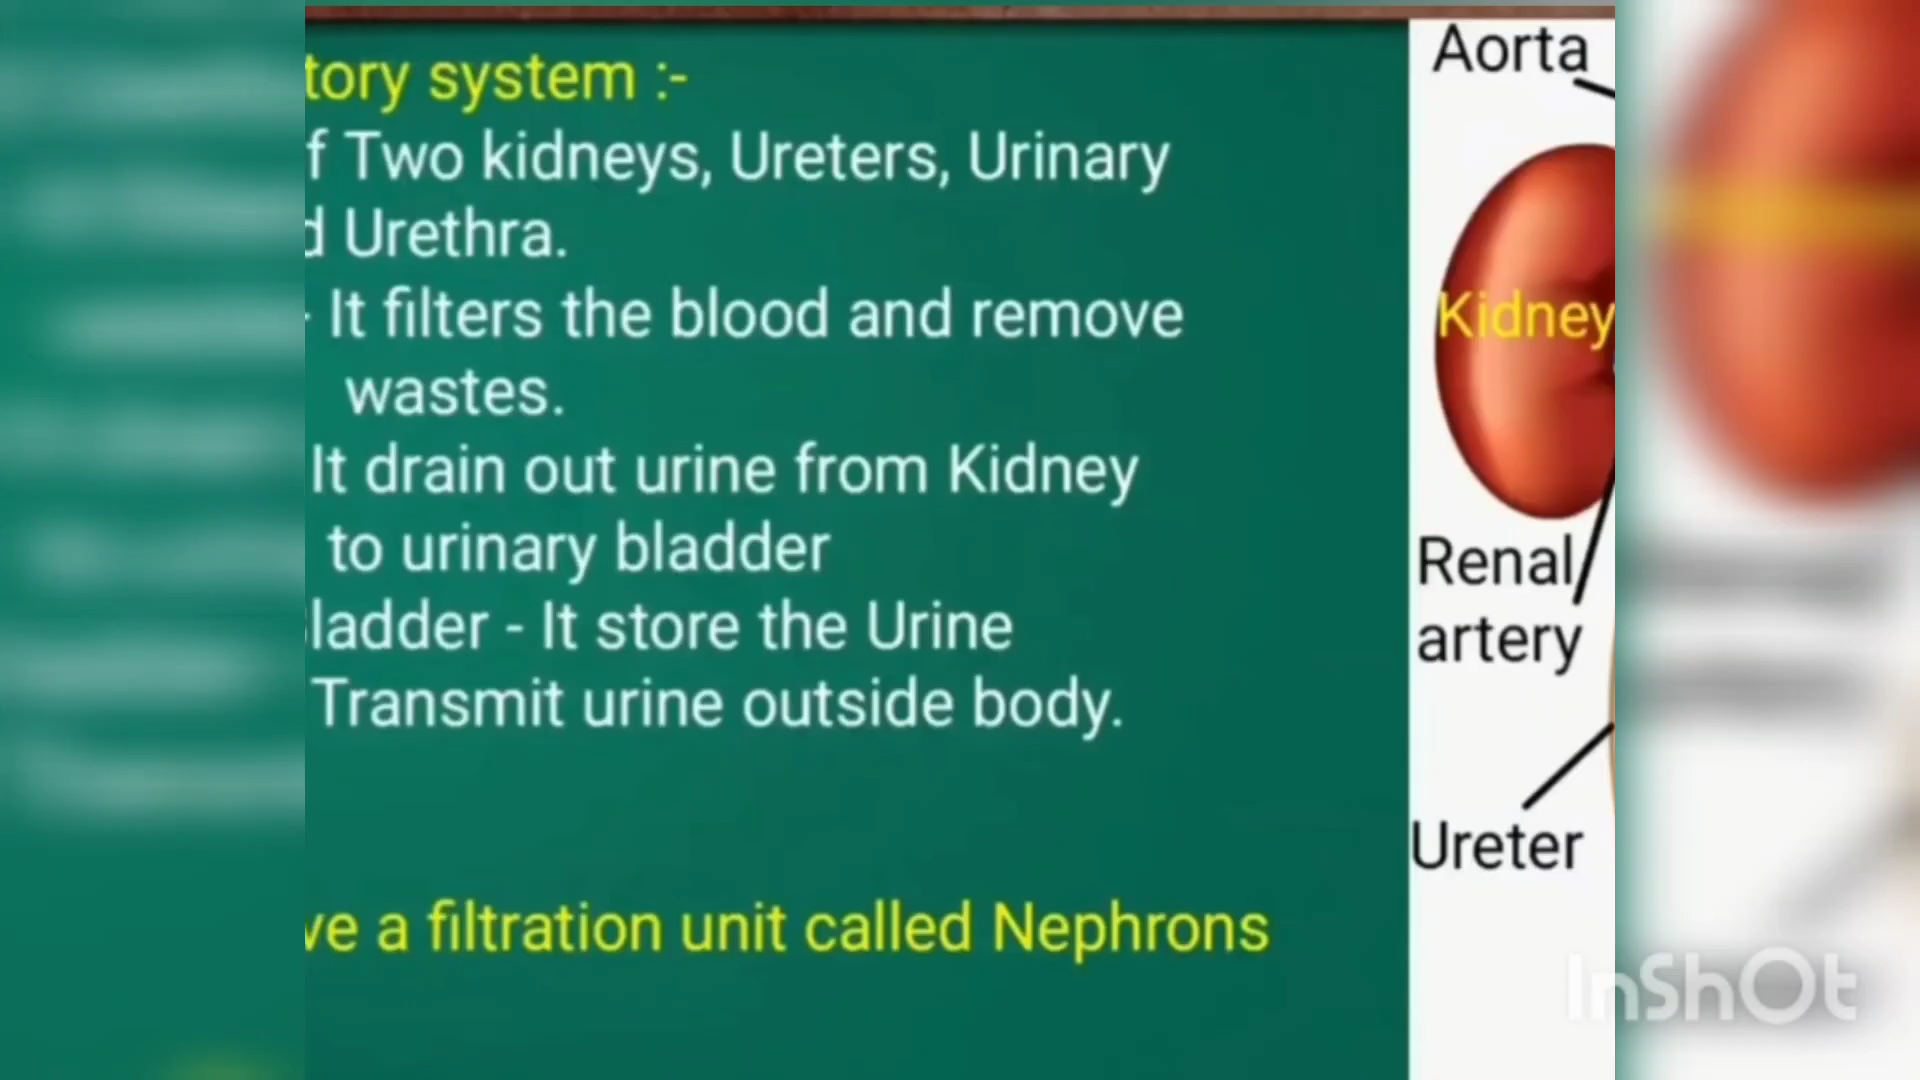 tory system :-
f Two kidneys, Ureters, Urinary
d Urethra.
- It filters the blood and remove
wastes.
It drain out urine from Kidney
to urinary bladder
ladder - It store the Urine
Transmit urine outside body.
ve a filtration unit called Nephrons
Aorta
Kidney
Renal
artery
Ureter
InShOt